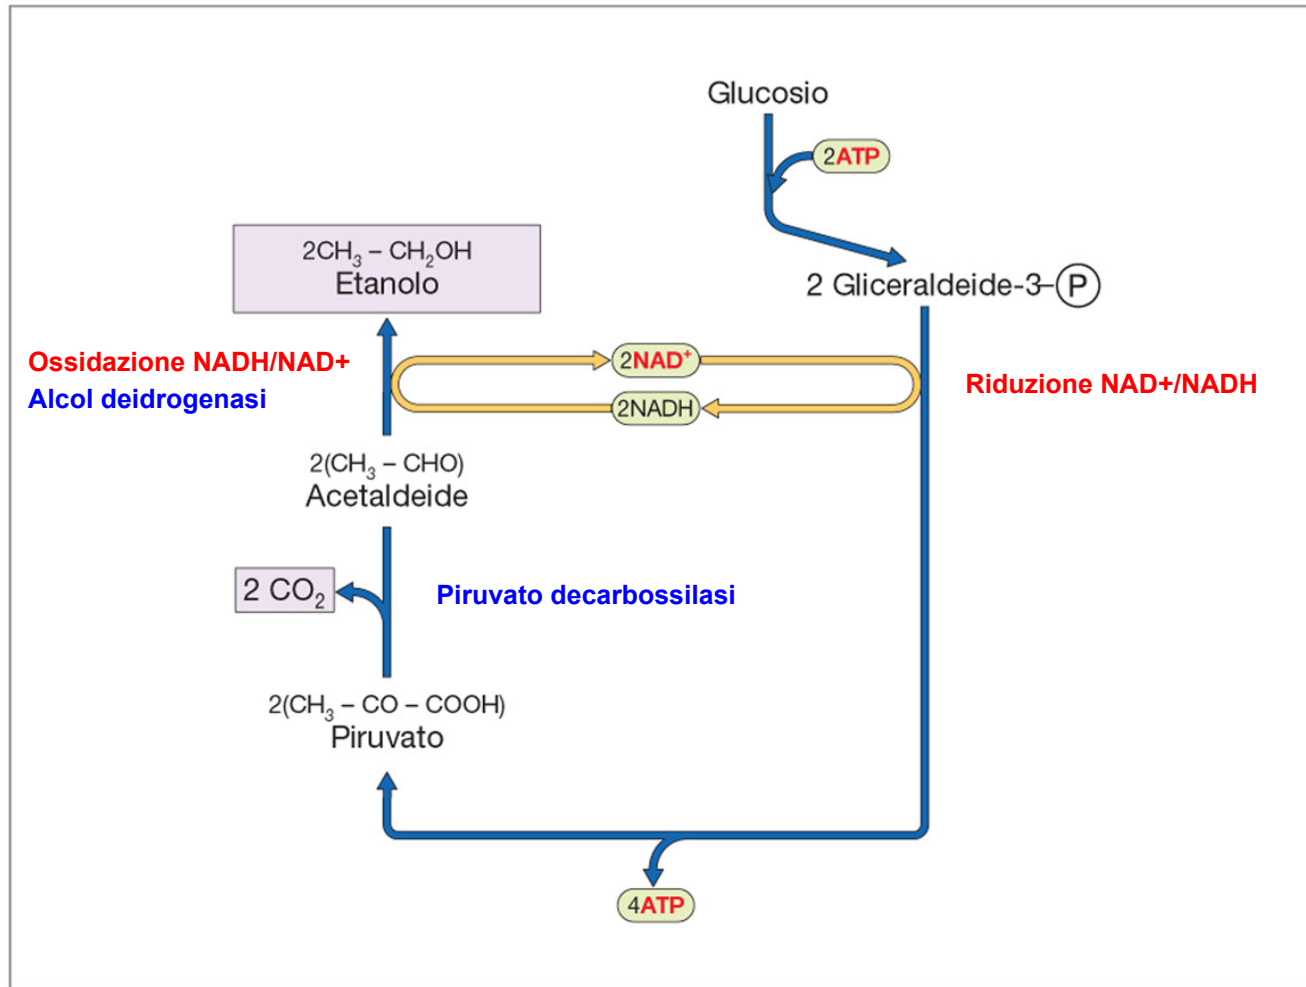 Glucosio
2ATP
2 Gliceraldeide-3-P
2CH₃ – CH₂OH
Etanolo
Ossidazione NADH/NAD+
Alcol deidrogenasi
2NAD⁺
2NADH
Riduzione NAD+/NADH
2(CH₃ – CHO)
Acetaldeide
2 CO₂
Piruvato decarbossilasi
2(CH₃ – CO – COOH)
Piruvato
4ATP